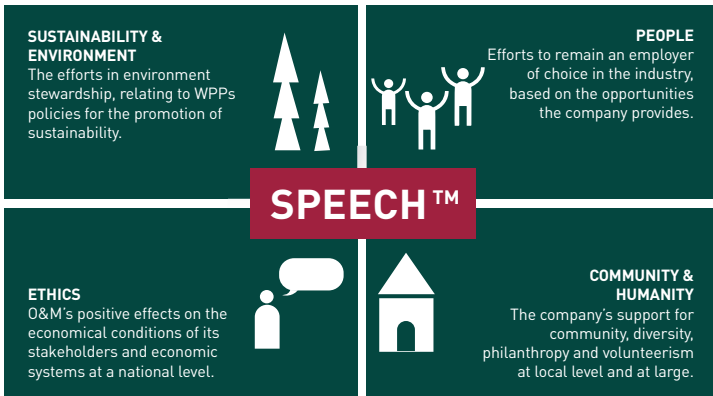 SUSTAINABILITY &
ENVIRONMENT
The efforts in environment
stewardship, relating to WPPs
policies for the promotion of
sustainability.
PEOPLE
Efforts to remain an employer
of choice in the industry,
based on the opportunities
the company provides.
SPEECH™
ETHICS
O&M's positive effects on the
economical conditions of its
stakeholders and economic
systems at a national level.
COMMUNITY &
HUMANITY
The company's support for
community, diversity,
philanthropy and volunteerism
at local level and at large.